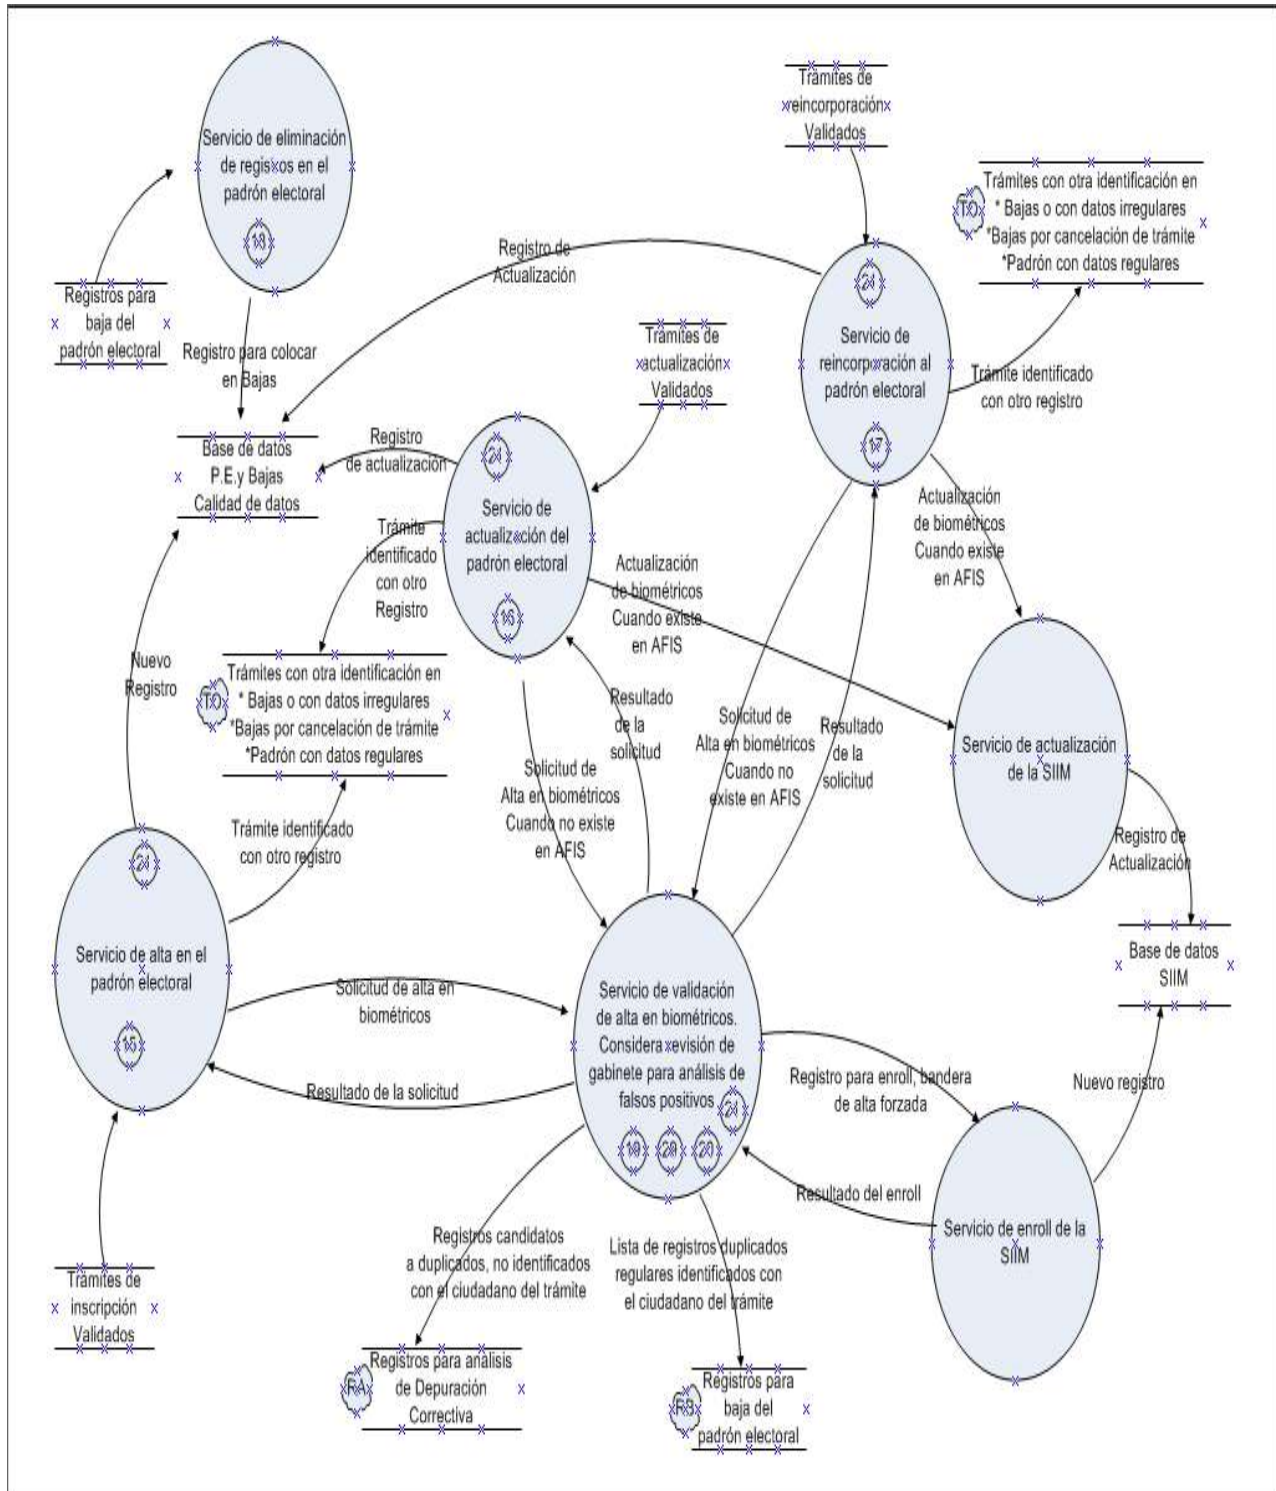 Servicio de eliminación
de registros en el
padrón electoral
18
Registros para
baja del
padrón electoral
Registro para colocar
en Bajas
Trámites de
reincorporación
Validados
TO
Trámites con otra identificación en
* Bajas o con datos irregulares
*Bajas por cancelación de trámite
*Padrón con datos regulares
Registro de
Actualización
24
Servicio de
reincorporación al
padrón electoral
17
Trámite identificado
con otro registro
Trámites de
actualización
Validados
Base de datos
P.E.y Bajas
Calidad de datos
Registro
de actualización
24
Servicio de
actualización del
padrón electoral
16
Trámite
identificado
con otro
Registro
Actualización
de biométricos
Cuando existe
en AFIS
Actualización
de biométricos
Cuando existe
en AFIS
Nuevo
Registro
TO
Trámites con otra identificación en
* Bajas o con datos irregulares
*Bajas por cancelación de trámite
*Padrón con datos regulares
Resultado
de la
solicitud
Solicitud de
Alta en biométricos
Cuando no
existe en AFIS
Resultado
de la
solicitud
Servicio de actualización
de la SIIM
Solicitud de
Alta en biométricos
Cuando no existe
en AFIS
Trámite identificado
con otro registro
Registro de
Actualización
24
Servicio de alta en el
padrón electoral
15
Solicitud de alta en
biométricos
Resultado de la solicitud
Servicio de validación
de alta en biométricos.
Considera revisión de
gabinete para análisis de
falsos positivos
24
19
20
Base de datos
SIIM
Registro para enroll, bandera
de alta forzada
Nuevo registro
Resultado del enroll
Servicio de enroll de la
SIIM
Registros candidatos
a duplicados, no identificados
con el ciudadano del trámite
Lista de registros duplicados
regulares identificados con
el ciudadano del trámite
Trámites de
inscripción
Validados
RA
Registros para análisis
de Depuración
Correctiva
RB
Registros para
baja del
padrón electoral